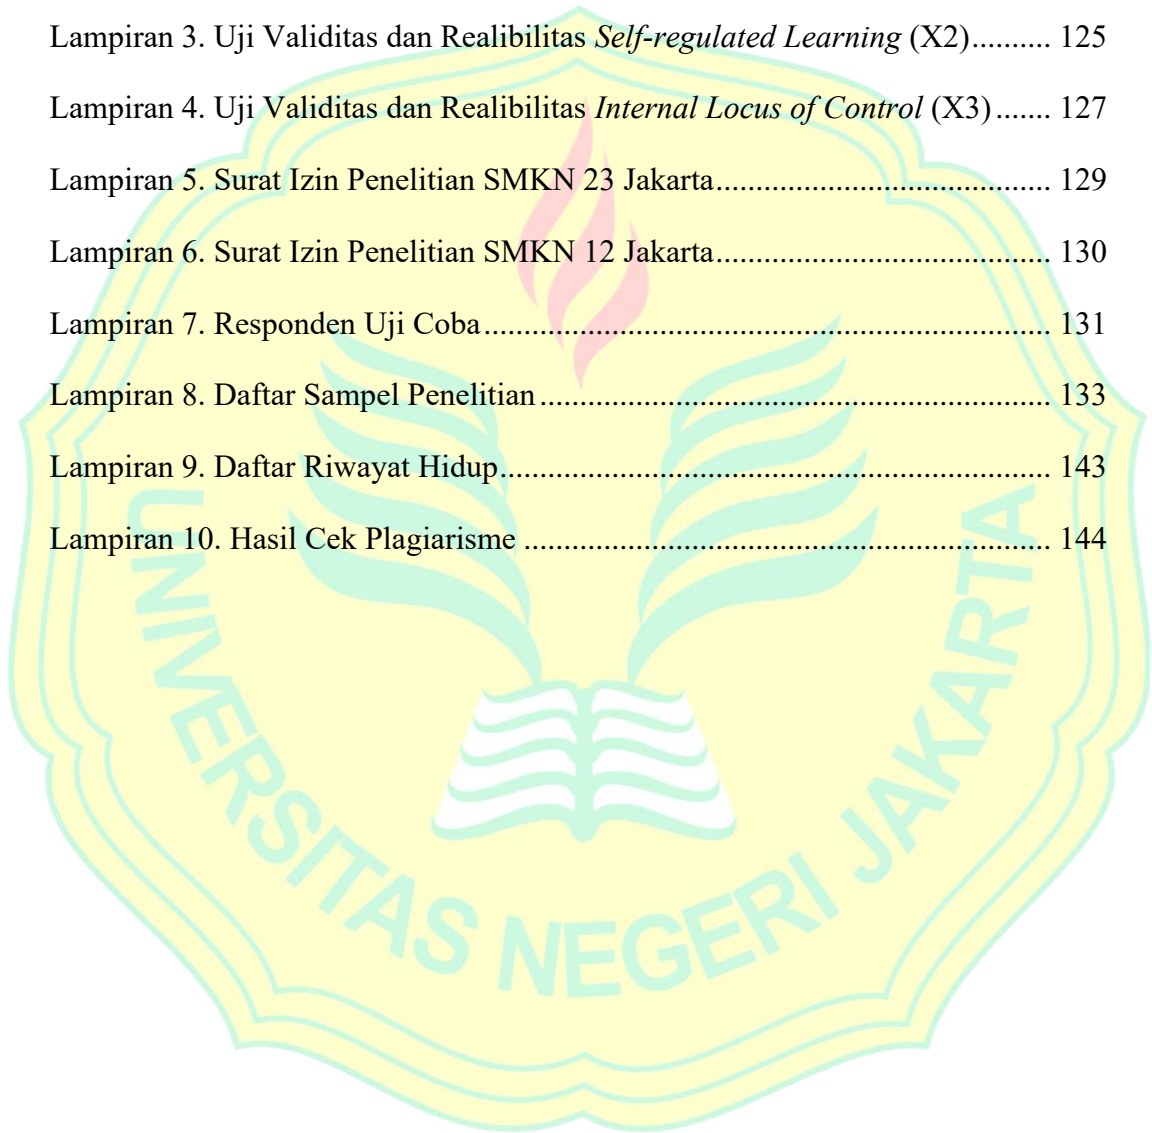 Lampiran 3. Uji Validitas dan Realibilitas Self-regulated Learning (X2).......... 125
Lampiran 4. Uji Validitas dan Realibilitas Internal Locus of Control (X3)....... 127
Lampiran 5. Surat Izin Penelitian SMKN 23 Jakarta.......................................... 129
Lampiran 6. Surat Izin Penelitian SMKN 12 Jakarta.......................................... 130
Lampiran 7. Responden Uji Coba....................................................................... 131
Lampiran 8. Daftar Sampel Penelitian................................................................ 133
Lampiran 9. Daftar Riwayat Hidup..................................................................... 143
Lampiran 10. Hasil Cek Plagiarisme.................................................................. 144
UNIVERSITAS NEGERI JAKARTA